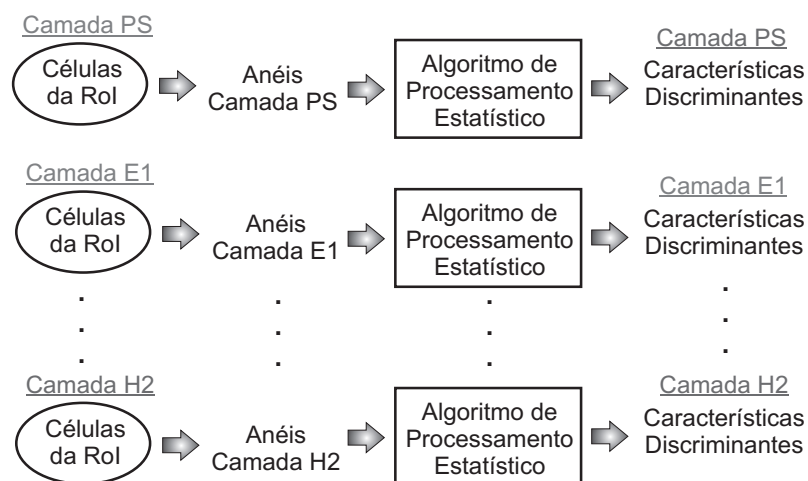 Camada PS
Células
da RoI
Anéis
Camada PS
Algoritmo de
Processamento
Estatístico
Camada PS
Características
Discriminantes
Camada E1
Células
da RoI
Anéis
Camada E1
Algoritmo de
Processamento
Estatístico
Camada E1
Características
Discriminantes
Camada H2
Células
da RoI
Anéis
Camada H2
Algoritmo de
Processamento
Estatístico
Camada H2
Características
Discriminantes